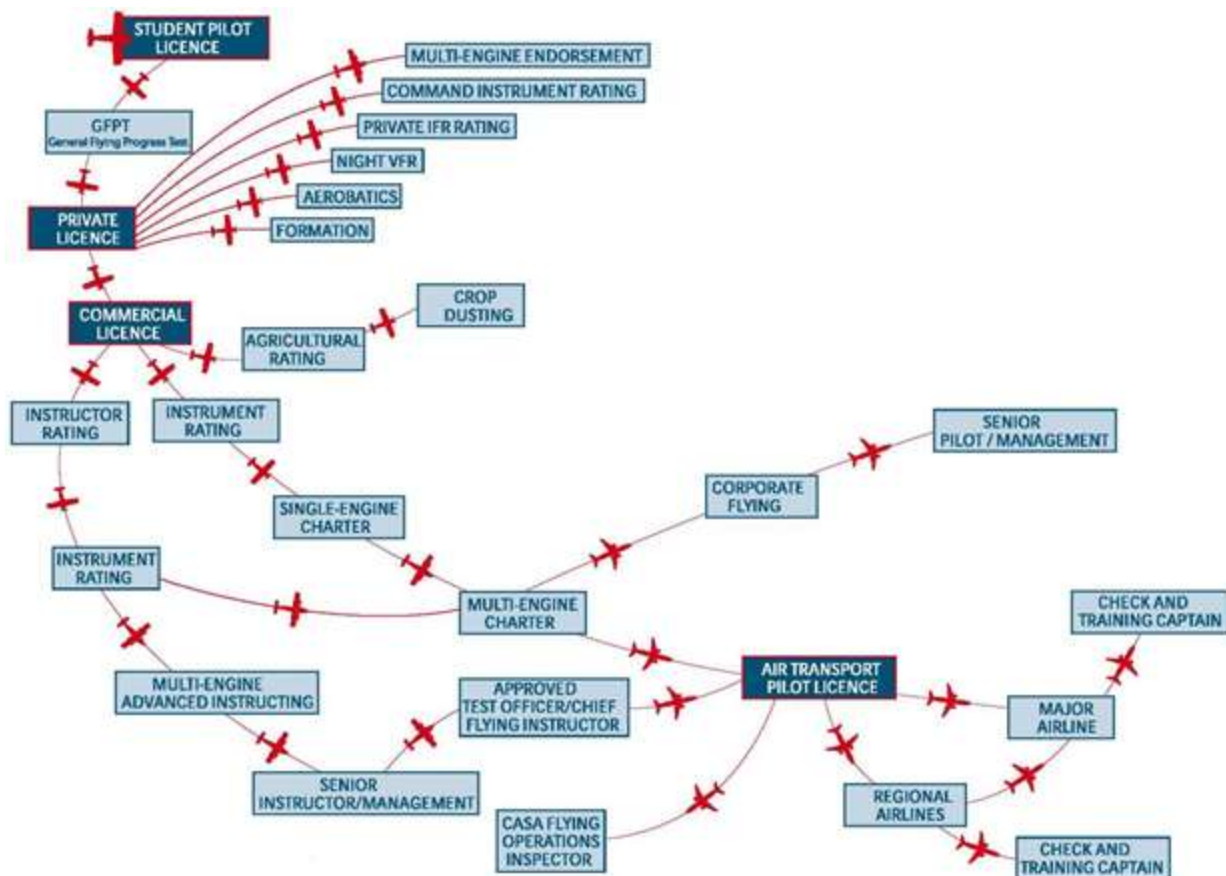 STUDENT PILOT
LICENCE
MULTI-ENGINE ENDORSEMENT
COMMAND INSTRUMENT RATING
GFPT
General Flying Progress Test
PRIVATE IFR RATING
NIGHT VFR
AEROBATICS
PRIVATE
LICENCE
FORMATION
COMMERCIAL
LICENCE
CROP
DUSTING
AGRICULTURAL
RATING
INSTRUCTOR
RATING
INSTRUMENT
RATING
SENIOR
PILOT / MANAGEMENT
SINGLE-ENGINE
CHARTER
CORPORATE
FLYING
INSTRUMENT
RATING
MULTI-ENGINE
CHARTER
CHECK AND
TRAINING CAPTAIN
MULTI-ENGINE
ADVANCED INSTRUCTING
APPROVED
TEST OFFICER/CHIEF
FLYING INSTRUCTOR
AIR TRANSPORT
PILOT LICENCE
MAJOR
AIRLINE
SENIOR
INSTRUCTOR/MANAGEMENT
REGIONAL
AIRLINES
CASA FLYING
OPERATIONS
INSPECTOR
CHECK AND
TRAINING CAPTAIN